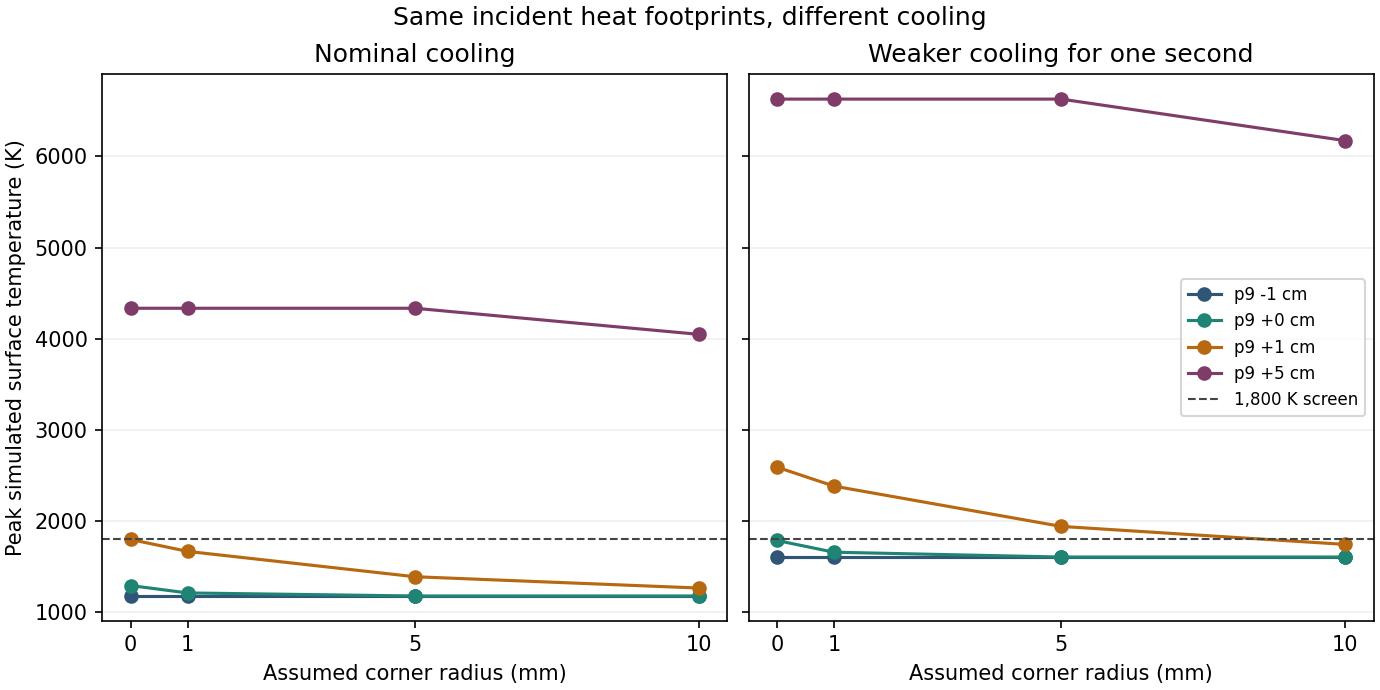 Same incident heat footprints, different cooling
Nominal cooling
Weaker cooling for one second
Peak simulated surface temperature (K)
6000
5000
4000
3000
2000
1000
0
1
5
10
Assumed corner radius (mm)
p9 -1 cm
p9 +0 cm
p9 +1 cm
p9 +5 cm
1,800 K screen
0
1
5
10
Assumed corner radius (mm)